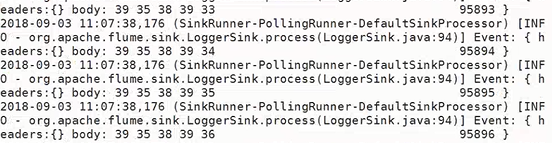 eaders:{} body: 39 35 38 39 33                                  95893 }
2018-09-03 11:07:38,176 (SinkRunner-PollingRunner-DefaultSinkProcessor) [INF
O - org.apache.flume.sink.LoggerSink.process(LoggerSink.java:94)] Event: { h
eaders:{} body: 39 35 38 39 34                                  95894 }
2018-09-03 11:07:38,176 (SinkRunner-PollingRunner-DefaultSinkProcessor) [INF
O - org.apache.flume.sink.LoggerSink.process(LoggerSink.java:94)] Event: { h
eaders:{} body: 39 35 38 39 35                                  95895 }
2018-09-03 11:07:38,176 (SinkRunner-PollingRunner-DefaultSinkProcessor) [INF
O - org.apache.flume.sink.LoggerSink.process(LoggerSink.java:94)] Event: { h
eaders:{} body: 39 35 38 39 36                                  95896 }